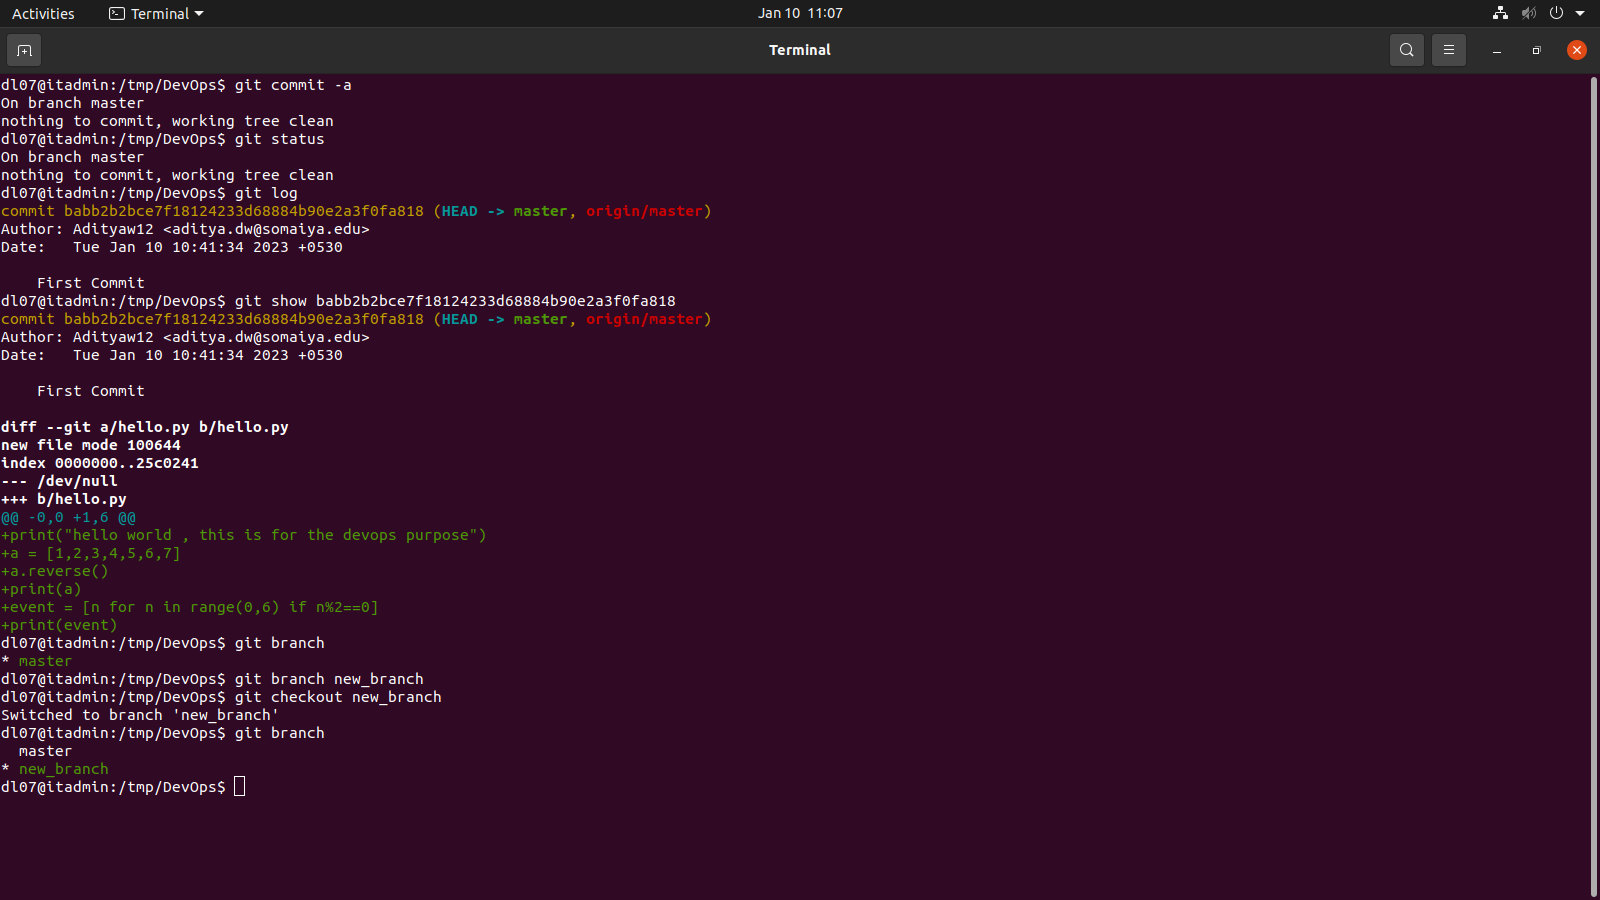 Activities Terminal Jan 10 11:07
Terminal
dl07@itadmin:/tmp/DevOps$ git commit -a
On branch master
nothing to commit, working tree clean
dl07@itadmin:/tmp/DevOps$ git status
On branch master
nothing to commit, working tree clean
dl07@itadmin:/tmp/DevOps$ git log
commit babb2b2bce7f18124233d68884b90e2a3f0fa818 (HEAD -> master, origin/master)
Author: Adityaw12 <aditya.dw@somaiya.edu>
Date:   Tue Jan 10 10:41:34 2023 +0530
    First Commit
dl07@itadmin:/tmp/DevOps$ git show babb2b2bce7f18124233d68884b90e2a3f0fa818
commit babb2b2bce7f18124233d68884b90e2a3f0fa818 (HEAD -> master, origin/master)
Author: Adityaw12 <aditya.dw@somaiya.edu>
Date:   Tue Jan 10 10:41:34 2023 +0530
    First Commit
diff --git a/hello.py b/hello.py
new file mode 100644
index 0000000..25c0241
--- /dev/null
+++ b/hello.py
@@ -0,0 +1,6 @@
+print("hello world , this is for the devops purpose")
+a = [1,2,3,4,5,6,7]
+a.reverse()
+print(a)
+event = [n for n in range(0,6) if n%2==0]
+print(event)
dl07@itadmin:/tmp/DevOps$ git branch
* master
dl07@itadmin:/tmp/DevOps$ git branch new_branch
dl07@itadmin:/tmp/DevOps$ git checkout new_branch
Switched to branch 'new_branch'
dl07@itadmin:/tmp/DevOps$ git branch
  master
* new_branch
dl07@itadmin:/tmp/DevOps$